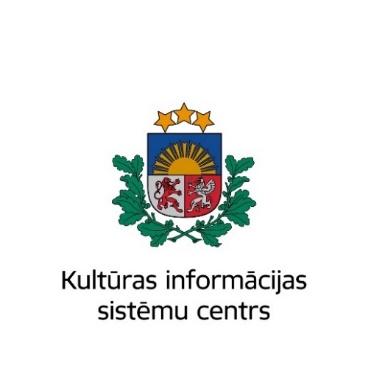 Kultūras informācijas
sistēmu centrs